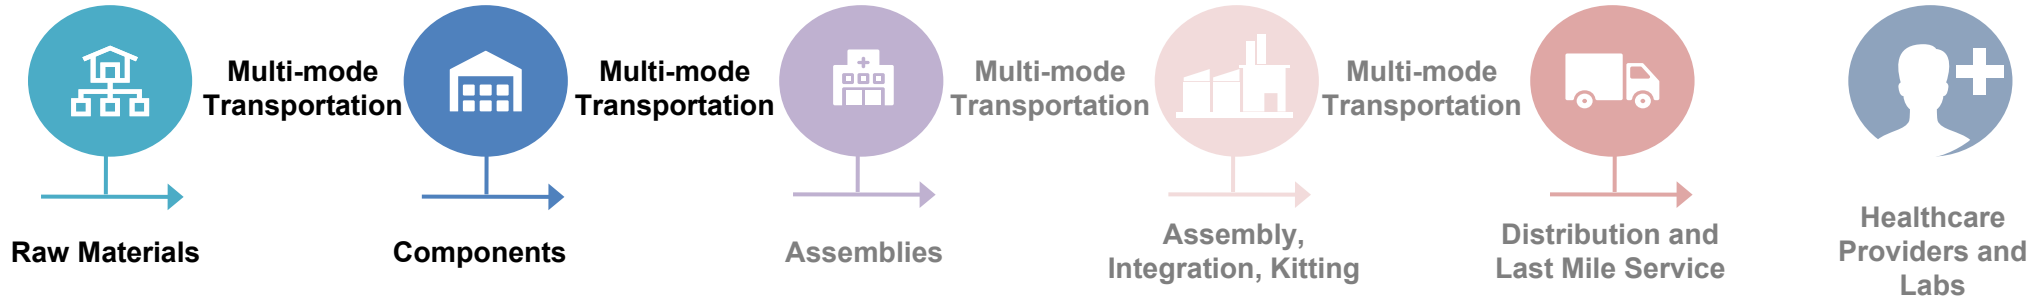 Multi-mode
Transportation
Multi-mode
Transportation
Multi-mode
Transportation
Multi-mode
Transportation
Raw Materials
Components
Assemblies
Assembly,
Integration, Kitting
Distribution and
Last Mile Service
Healthcare
Providers and
Labs